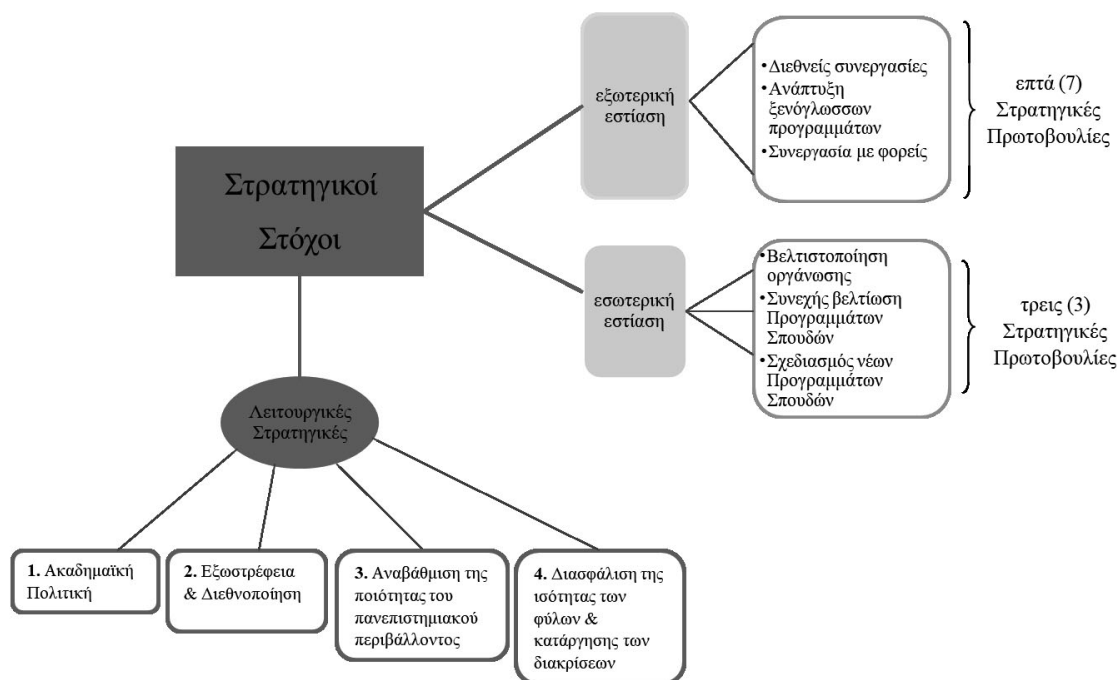 Στρατηγικοί
Στόχοι
εξωτερική
εστίαση
•Διεθνείς συνεργασίες
•Ανάπτυξη
ξενόγλωσσων
προγραμμάτων
•Συνεργασία με φορείς
επτά (7)
Στρατηγικές
Πρωτοβουλίες
εσωτερική
εστίαση
•Βελτιστοποίηση
οργάνωσης
•Συνεχής βελτίωση
Προγραμμάτων
Σπουδών
•Σχεδιασμός νέων
Προγραμμάτων
Σπουδών
τρεις (3)
Στρατηγικές
Πρωτοβουλίες
Λειτουργικές
Στρατηγικές
1. Ακαδημαϊκή
Πολιτική
2. Εξωστρέφεια
& Διεθνοποίηση
3. Αναβάθμιση της
ποιότητας του
πανεπιστημιακού
περιβάλλοντος
4. Διασφάλιση της
ισότητας των
φύλων &
κατάργησης των
διακρίσεων